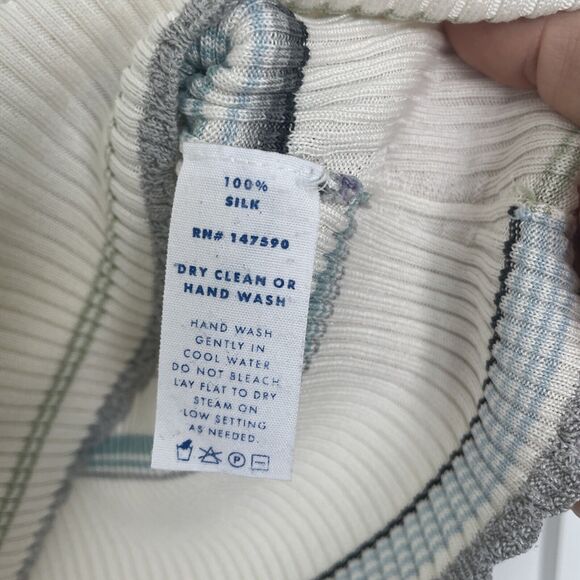 100%
SILK
RN# 147590
DRY CLEAN OR
HAND WASH
HAND WASH
GENTLY IN
COOL WATER
DO NOT BLEACH
LAY FLAT TO DRY
STEAM ON
LOW SETTING
AS NEEDED.
P